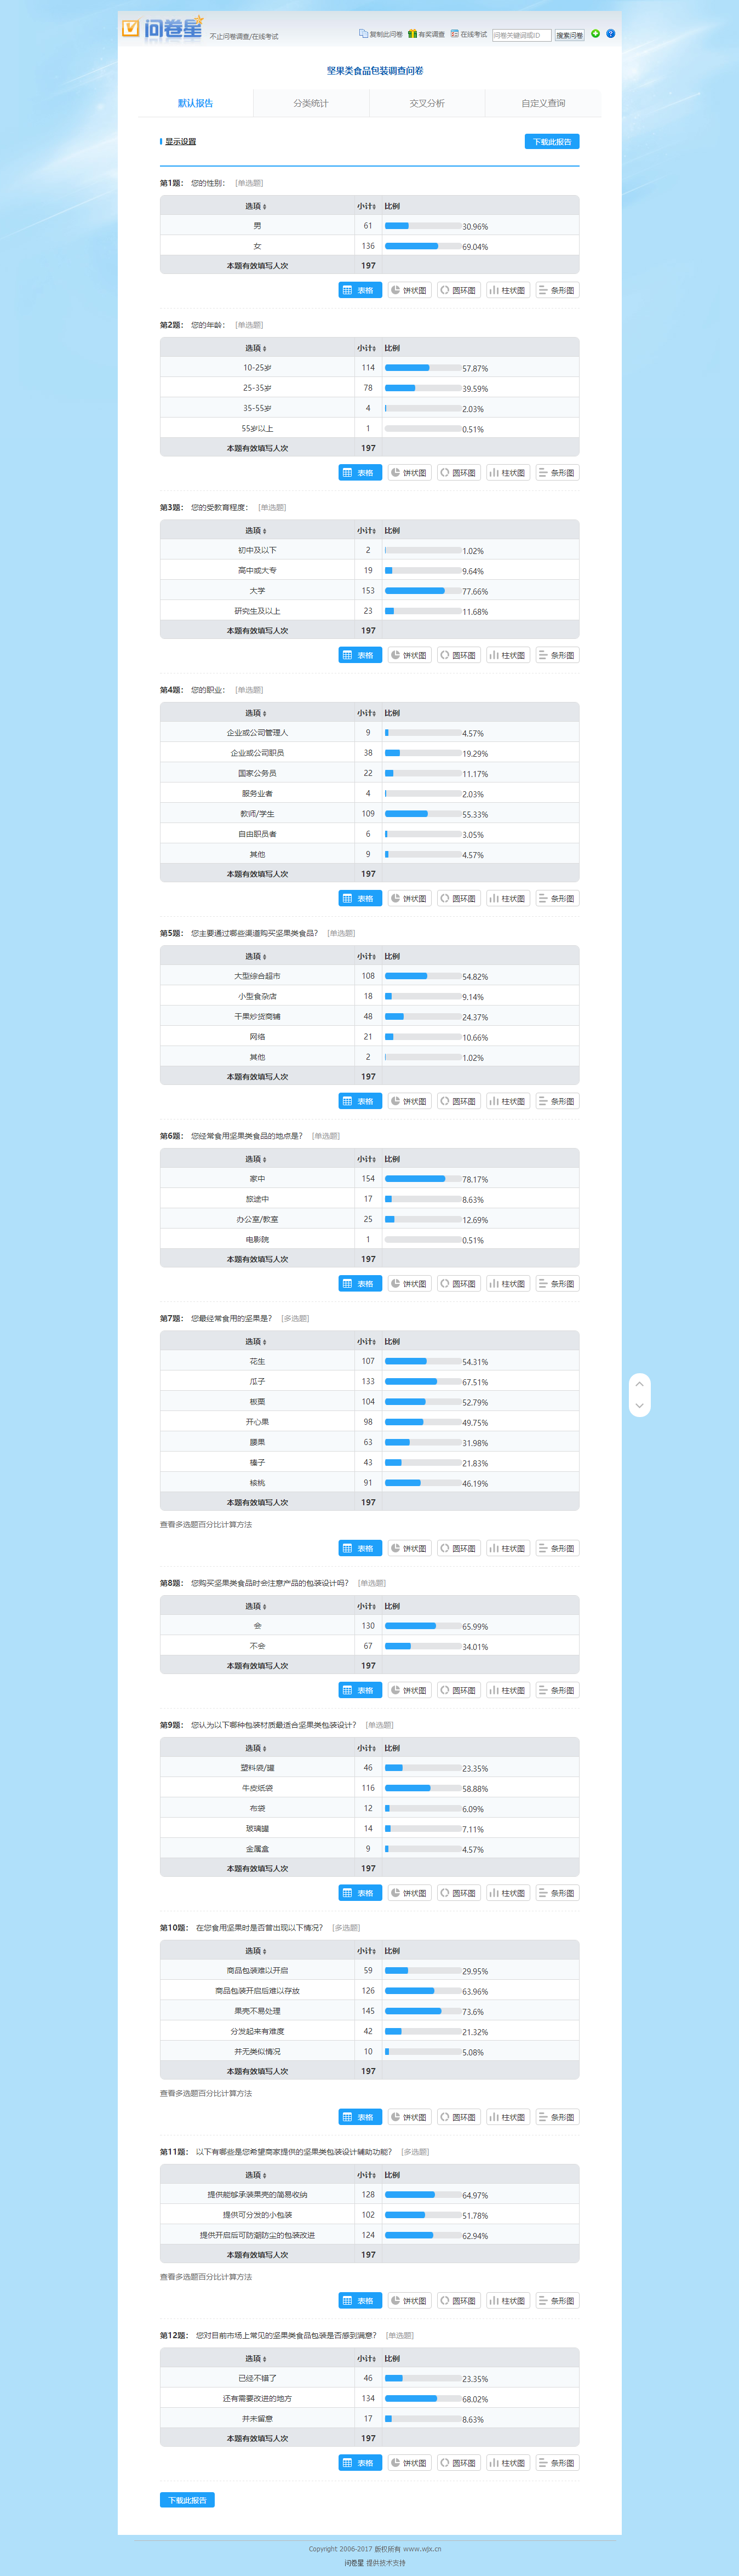 问卷星 不止问卷调查/在线考试 复制此问卷 有奖调查 在线考试 问卷关键词或ID 搜索问卷
坚果类食品包装调查问卷
默认报告 分类统计 交叉分析 自定义查询
显示设置 下载此报告
第1题: 您的性别: [单选题]
选项 小计 比例
男 61 30.96%
女 136 69.04%
本题有效填写人次 197
表格 饼状图 圆环图 柱状图 条形图
第2题: 您的年龄: [单选题]
选项 小计 比例
10-25岁 114 57.87%
25-35岁 78 39.59%
35-55岁 4 2.03%
55岁以上 1 0.51%
本题有效填写人次 197
表格 饼状图 圆环图 柱状图 条形图
第3题: 您的受教育程度: [单选题]
选项 小计 比例
初中及以下 2 1.02%
高中或大专 19 9.64%
大学 153 77.66%
研究生及以上 23 11.68%
本题有效填写人次 197
表格 饼状图 圆环图 柱状图 条形图
第4题: 您的职业: [单选题]
选项 小计 比例
企业或公司管理人 9 4.57%
企业或公司职员 38 19.29%
国家公务员 22 11.17%
服务业者 4 2.03%
教师/学生 109 55.33%
自由职员者 6 3.05%
其他 9 4.57%
本题有效填写人次 197
表格 饼状图 圆环图 柱状图 条形图
第5题: 您主要通过哪些渠道购买坚果类食品? [单选题]
选项 小计 比例
大型综合超市 108 54.82%
小型食杂店 18 9.14%
干果炒货商铺 48 24.37%
网络 21 10.66%
其他 2 1.02%
本题有效填写人次 197
表格 饼状图 圆环图 柱状图 条形图
第6题: 您经常食用坚果类食品的地点是? [单选题]
选项 小计 比例
家中 154 78.17%
旅途中 17 8.63%
办公室/教室 25 12.69%
电影院 1 0.51%
本题有效填写人次 197
表格 饼状图 圆环图 柱状图 条形图
第7题: 您最经常食用的坚果是? [多选题]
选项 小计 比例
花生 107 54.31%
瓜子 133 67.51%
板栗 104 52.79%
开心果 98 49.75%
腰果 63 31.98%
榛子 43 21.83%
核桃 91 46.19%
本题有效填写人次 197
查看多选题百分比计算方法
表格 饼状图 圆环图 柱状图 条形图
第8题: 您购买坚果类食品时会注意产品的包装设计吗? [单选题]
选项 小计 比例
会 130 65.99%
不会 67 34.01%
本题有效填写人次 197
表格 饼状图 圆环图 柱状图 条形图
第9题: 您认为以下哪种包装材质最适合坚果类包装设计? [单选题]
选项 小计 比例
塑料袋/罐 46 23.35%
牛皮纸袋 116 58.88%
布袋 12 6.09%
玻璃罐 14 7.11%
金属盒 9 4.57%
本题有效填写人次 197
表格 饼状图 圆环图 柱状图 条形图
第10题: 在您食用坚果时是否曾出现以下情况? [多选题]
选项 小计 比例
商品包装难以开启 59 29.95%
商品包装开启后难以存放 126 63.96%
果壳不易处理 145 73.6%
分发起来有难度 42 21.32%
并无类似情况 10 5.08%
本题有效填写人次 197
查看多选题百分比计算方法
表格 饼状图 圆环图 柱状图 条形图
第11题: 以下有哪些是您希望商家提供的坚果类包装设计辅助功能? [多选题]
选项 小计 比例
提供能够承装果壳的简易收纳 128 64.97%
提供可分发的小包装 102 51.78%
提供开启后可防潮防尘的包装改进 124 62.94%
本题有效填写人次 197
查看多选题百分比计算方法
表格 饼状图 圆环图 柱状图 条形图
第12题: 您对目前市场上常见的坚果类食品包装是否感到满意? [单选题]
选项 小计 比例
已经不错了 46 23.35%
还有需要改进的地方 134 68.02%
并未留意 17 8.63%
本题有效填写人次 197
表格 饼状图 圆环图 柱状图 条形图
下载此报告
Copyright 2006-2017 版权所有 www.wjx.cn
问卷星 提供技术支持